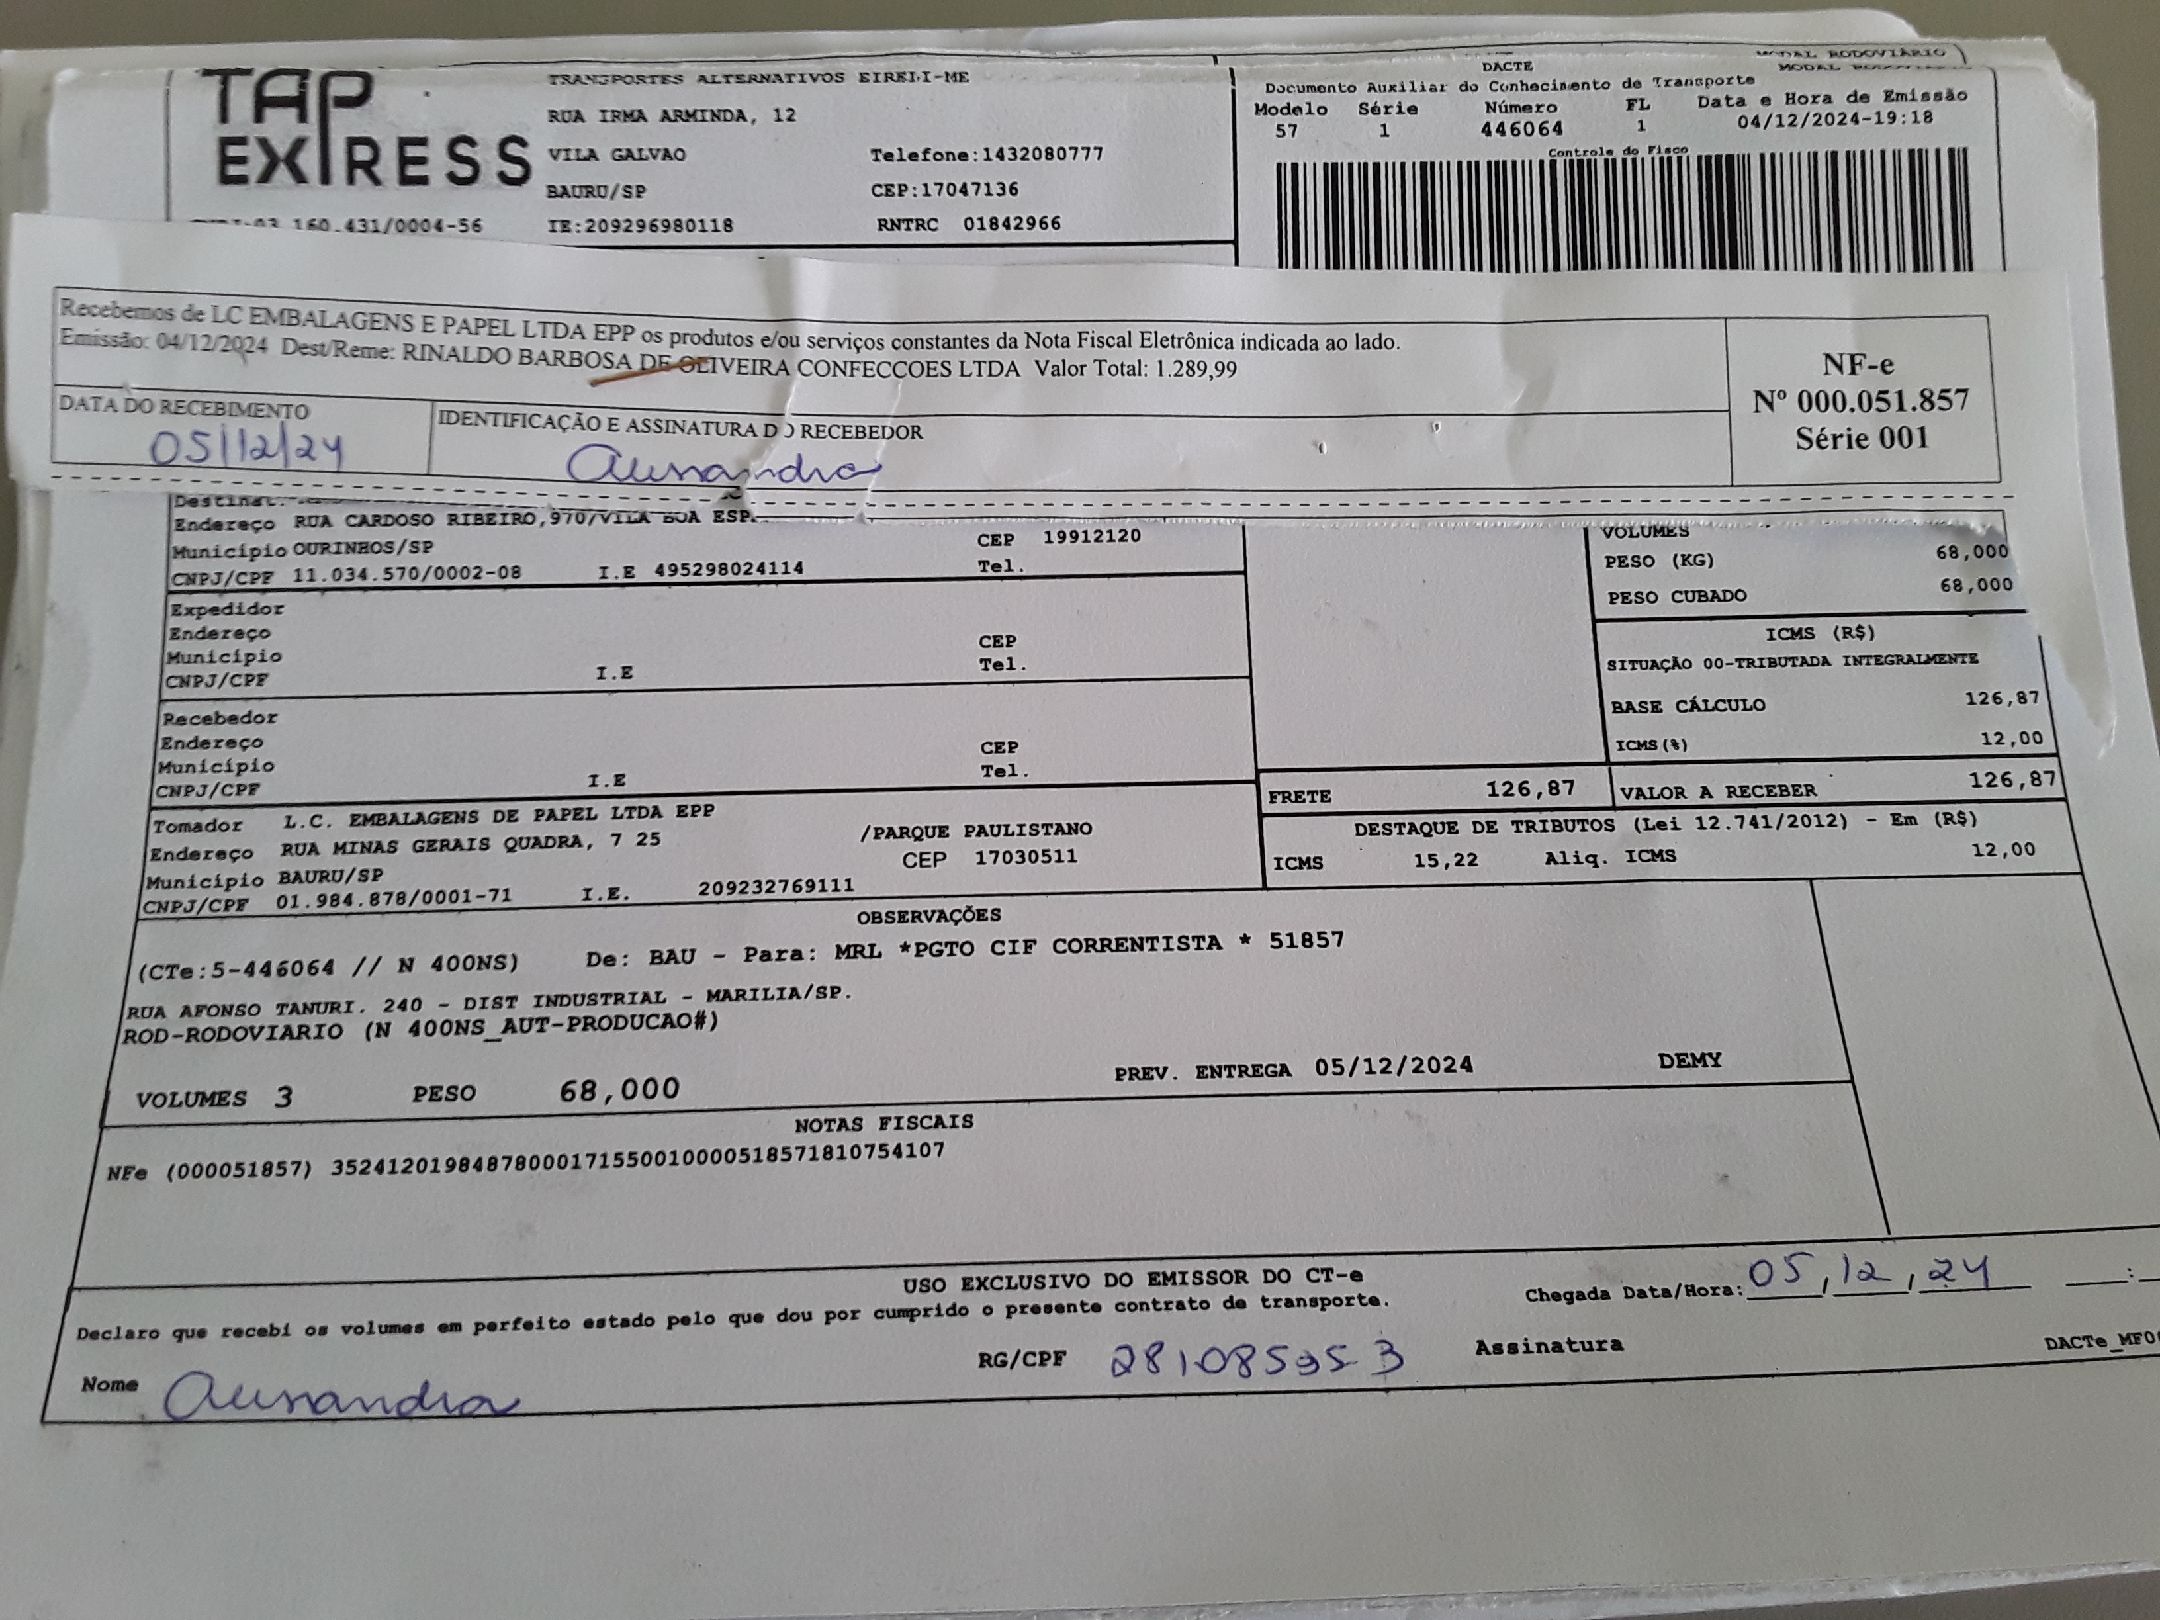 TAP EXPRESS
TRANSPORTES ALTERNATIVOS EIRELI-ME
RUA IRMA ARMINDA, 12
VILA GALVAO Telefone:1432080777
BAURU/SP CEP:17047136
160.431/0004-56 IE:209296980118 RNTRC 01842966
MODAL RODOVIÁRIO
DACTE MODAL
Documento Auxiliar do Conhecimento de Transporte
Modelo Série Número FL Data e Hora de Emissão
57 1 446064 1 04/12/2024-19:18
Controle do Fisco
Recebemos de LC EMBALAGENS E PAPEL LTDA EPP os produtos e/ou serviços constantes da Nota Fiscal Eletrônica indicada ao lado.
Emissão: 04/12/2024 Dest/Reme: RINALDO BARBOSA DE OLIVEIRA CONFECCOES LTDA Valor Total: 1.289,99
NF-e
Nº 000.051.857
Série 001
DATA DO RECEBIMENTO IDENTIFICAÇÃO E ASSINATURA DO RECEBEDOR
05/12/24 Alessandra
Destinat.
Endereço RUA CARDOSO RIBEIRO,970/VILA BOA ESP.
Município OURINHOS/SP CEP 19912120
CNPJ/CPF 11.034.570/0002-08 I.E 495298024114 Tel.
VOLUMES
PESO (KG) 68,000
PESO CUBADO 68,000
Expedidor
Endereço
Município CEP
CNPJ/CPF I.E Tel.
ICMS (R$)
SITUAÇÃO 00-TRIBUTADA INTEGRALMENTE
BASE CÁLCULO 126,87
ICMS(%) 12,00
Recebedor
Endereço
Município CEP
CNPJ/CPF I.E Tel.
FRETE 126,87 VALOR A RECEBER 126,87
Tomador L.C. EMBALAGENS DE PAPEL LTDA EPP
Endereço RUA MINAS GERAIS QUADRA, 7 25 /PARQUE PAULISTANO
Município BAURU/SP CEP 17030511
CNPJ/CPF 01.984.878/0001-71 I.E. 209232769111
DESTAQUE DE TRIBUTOS (Lei 12.741/2012) - Em (R$)
ICMS 15,22 Aliq. ICMS 12,00
OBSERVAÇÕES
(CTe:5-446064 // N 400NS) De: BAU - Para: MRL *PGTO CIF CORRENTISTA * 51857
RUA AFONSO TANURI. 240 - DIST INDUSTRIAL - MARILIA/SP.
ROD-RODOVIARIO (N 400NS_AUT-PRODUCAO#)
VOLUMES 3 PESO 68,000 PREV. ENTREGA 05/12/2024 DEMY
NOTAS FISCAIS
NFe (000051857) 35241201984878000171550010000518571810754107
USO EXCLUSIVO DO EMISSOR DO CT-e
Declaro que recebi os volumes em perfeito estado pelo que dou por cumprido o presente contrato de transporte.
Chegada Data/Hora: 05/12/24 :
Nome Alessandra RG/CPF Assinatura